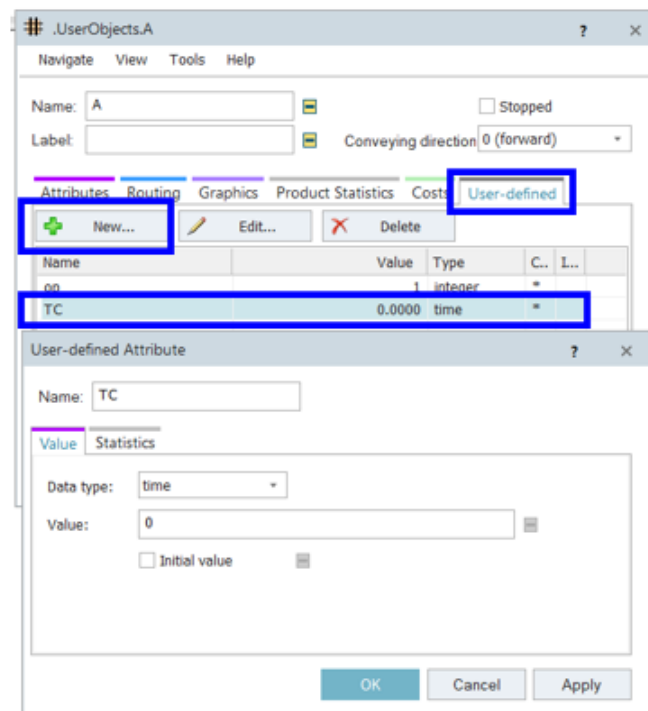 .UserObjects.A ? ×
Navigate View Tools Help
Name: A Stopped
Label: Conveying direction 0 (forward)
Attributes Routing Graphics Product Statistics Costs User-defined
New... Edit... Delete
Name Value Type C.. I...
op 1 integer *
TC 0.0000 time *
User-defined Attribute ? ×
Name: TC
Value Statistics
Data type: time
Value: 0
Initial value
OK Cancel Apply